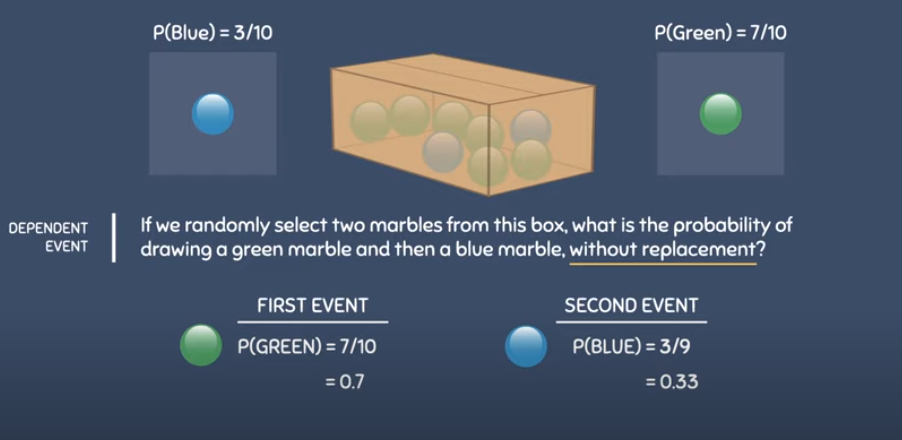 P(Blue) = 3/10
P(Green) = 7/10
DEPENDENT
EVENT
If we randomly select two marbles from this box, what is the probability of
drawing a green marble and then a blue marble, without replacement?
FIRST EVENT
P(GREEN) = 7/10
= 0.7
SECOND EVENT
P(BLUE) = 3/9
= 0.33